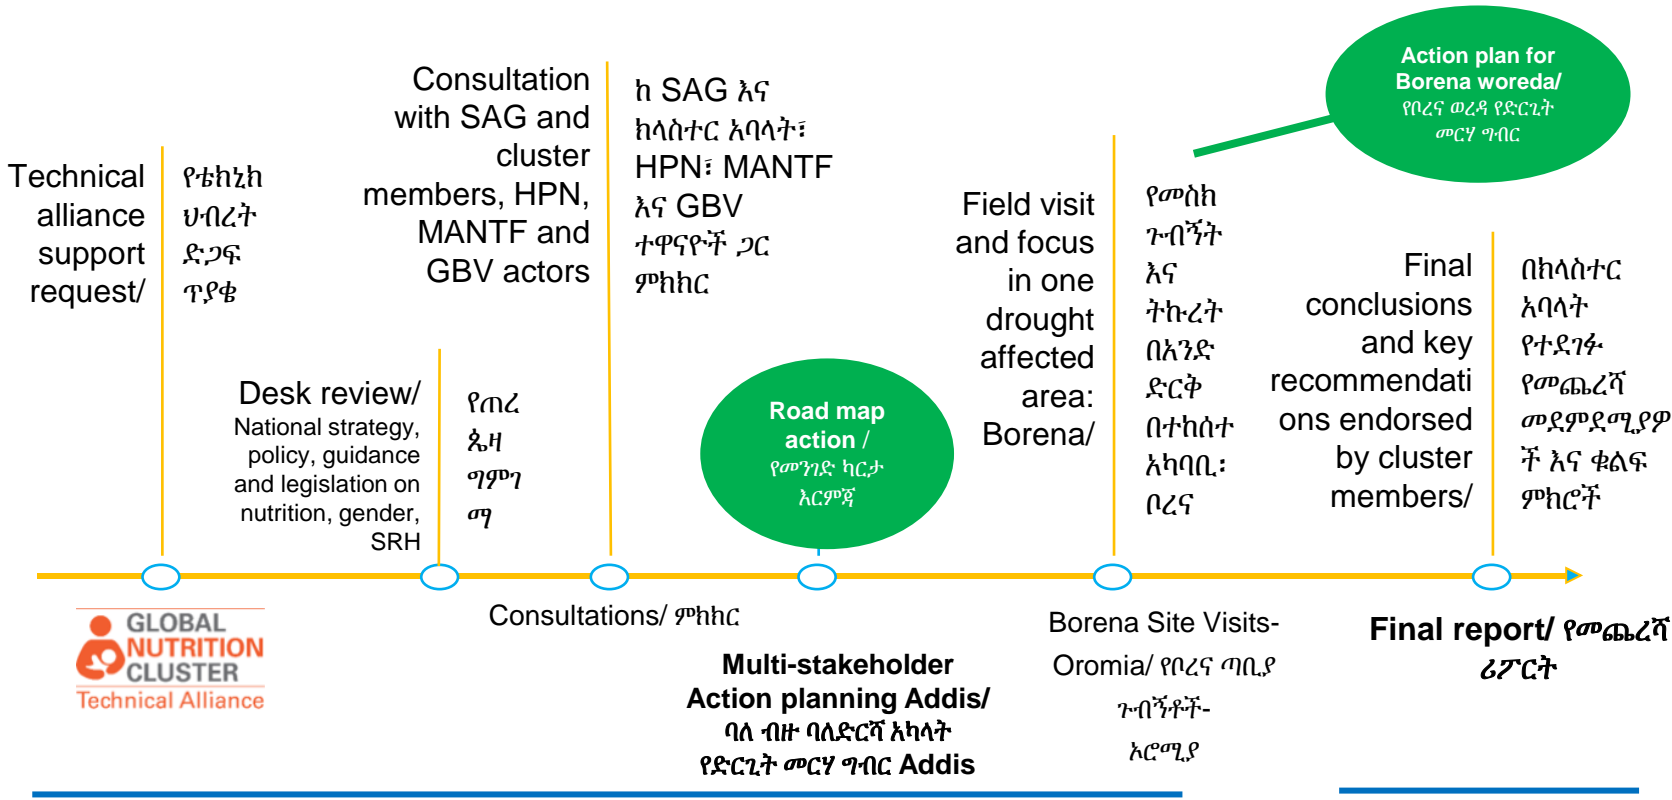 Technical
alliance
support
request/
የቴክኒክ
ህብረት
ድጋፍ
ጥያቄ
Desk review/
National strategy,
policy, guidance
and legislation on
nutrition, gender,
SRH
የጠረ
ጴዛ
ግምገ
ማ
Consultation
with SAG and
cluster
members, HPN,
MANTF and
GBV actors
ከ SAG እና
ክላስተር አባላት፣
HPN፣ MANTF
እና GBV
ተዋናዮች ጋር
ምክክር
Road map
action /
የመንገድ ካርታ
እርምጃ
Field visit
and focus
in one
drought
affected
area:
Borena/
የመስክ
ጉብኝት
እና
ትኩረት
በአንድ
ድርቅ
በተከሰተ
አካባቢ፡
ቦረና
Action plan for
Borena woreda/
የቦረና ወረዳ የድርጊት
መርሃ ግብር
Final
conclusions
and key
recommendati
ons endorsed
by cluster
members/
በክላስተር
አባላት
የተደገፉ
የመጨረሻ
መደምደሚያዎ
ች እና ቁልፍ
ምክሮች
GLOBAL
NUTRITION
CLUSTER
Technical Alliance
Consultations/ ምክክር
Multi-stakeholder
Action planning Addis/
ባለ ብዙ ባለድርሻ አካላት
የድርጊት መርሃ ግብር Addis
Borena Site Visits-
Oromia/ የቦረና ጣቢያ
ጉብኝቶች-
ኦሮሚያ
Final report/ የመጨረሻ
ሪፖርት